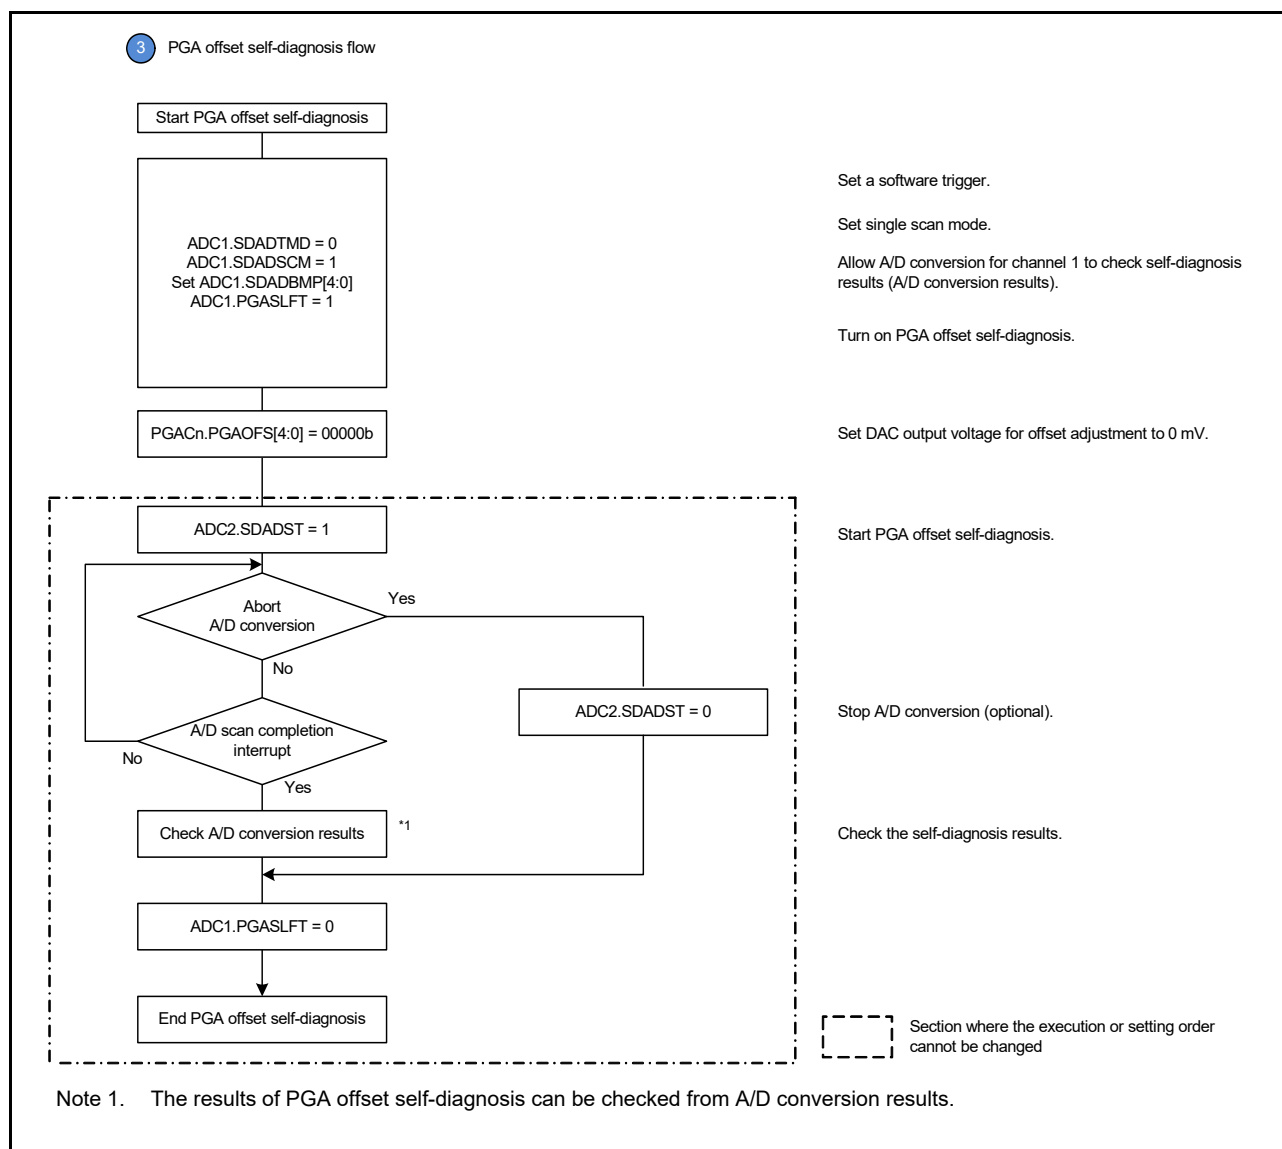 3 PGA offset self-diagnosis flow
Start PGA offset self-diagnosis
Set a software trigger.
Set single scan mode.
ADC1.SDADTMD = 0
ADC1.SDADSCM = 1
Set ADC1.SDADBMP[4:0]
ADC1.PGASLFT = 1
Allow A/D conversion for channel 1 to check self-diagnosis
results (A/D conversion results).
Turn on PGA offset self-diagnosis.
PGACn.PGAOFS[4:0] = 00000b
Set DAC output voltage for offset adjustment to 0 mV.
ADC2.SDADST = 1
Start PGA offset self-diagnosis.
Abort
A/D conversion
Yes
No
ADC2.SDADST = 0
Stop A/D conversion (optional).
A/D scan completion
interrupt
No
Yes
Check A/D conversion results
*1
Check the self-diagnosis results.
ADC1.PGASLFT = 0
End PGA offset self-diagnosis
Section where the execution or setting order
cannot be changed
Note 1. The results of PGA offset self-diagnosis can be checked from A/D conversion results.